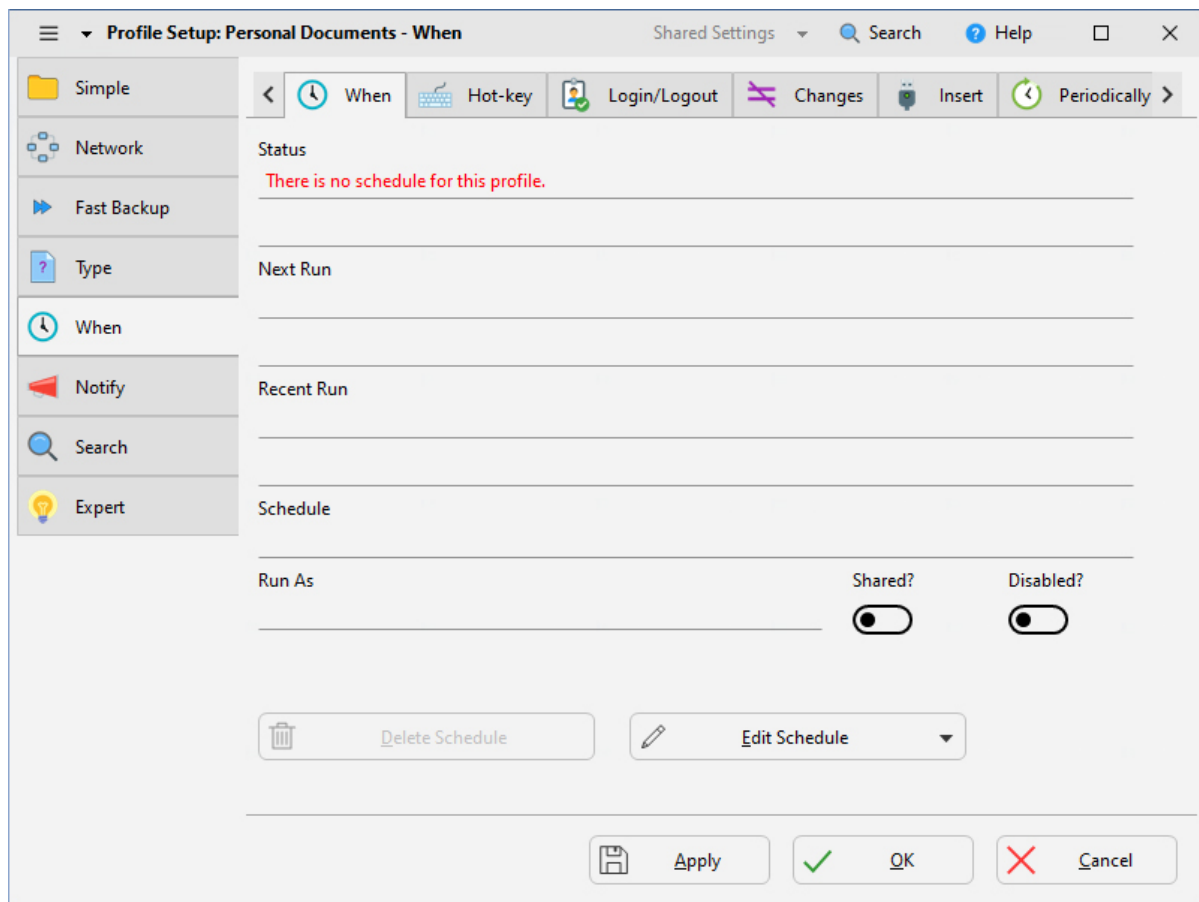 Profile Setup: Personal Documents - When
Shared Settings
Search
Help
Simple
Network
Fast Backup
Type
When
Notify
Search
Expert
When
Hot-key
Login/Logout
Changes
Insert
Periodically
Status
There is no schedule for this profile.
Next Run
Recent Run
Schedule
Run As
Shared?
Disabled?
Delete Schedule
Edit Schedule
Apply
OK
Cancel